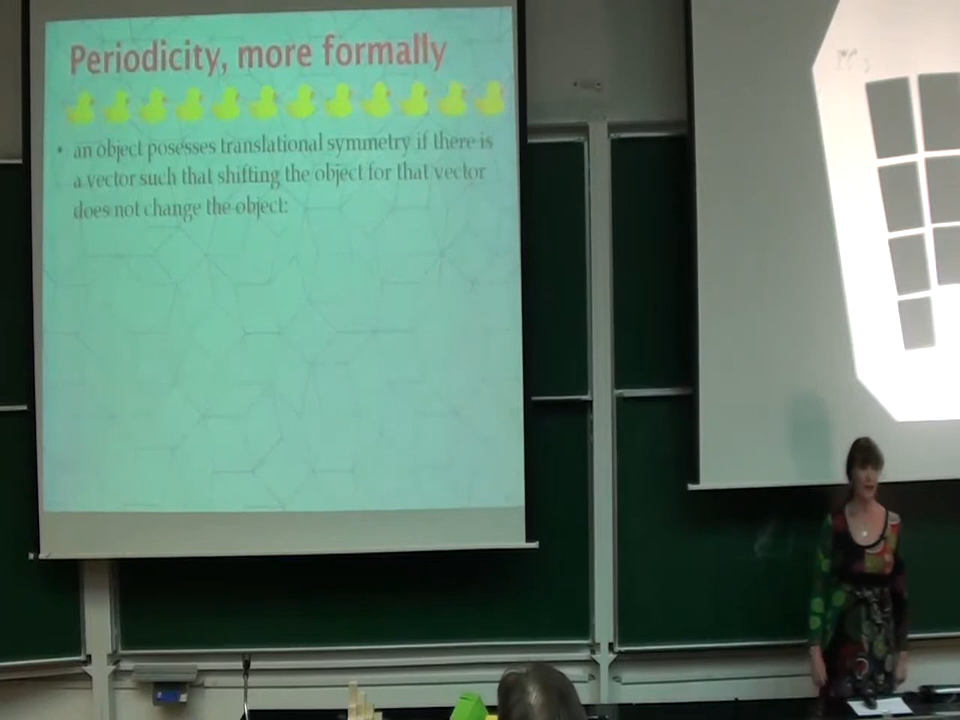 Periodicity, more formally
• an object posesses translational symmetry if there is
a vector such that shifting the object for that vector
does not change the object: